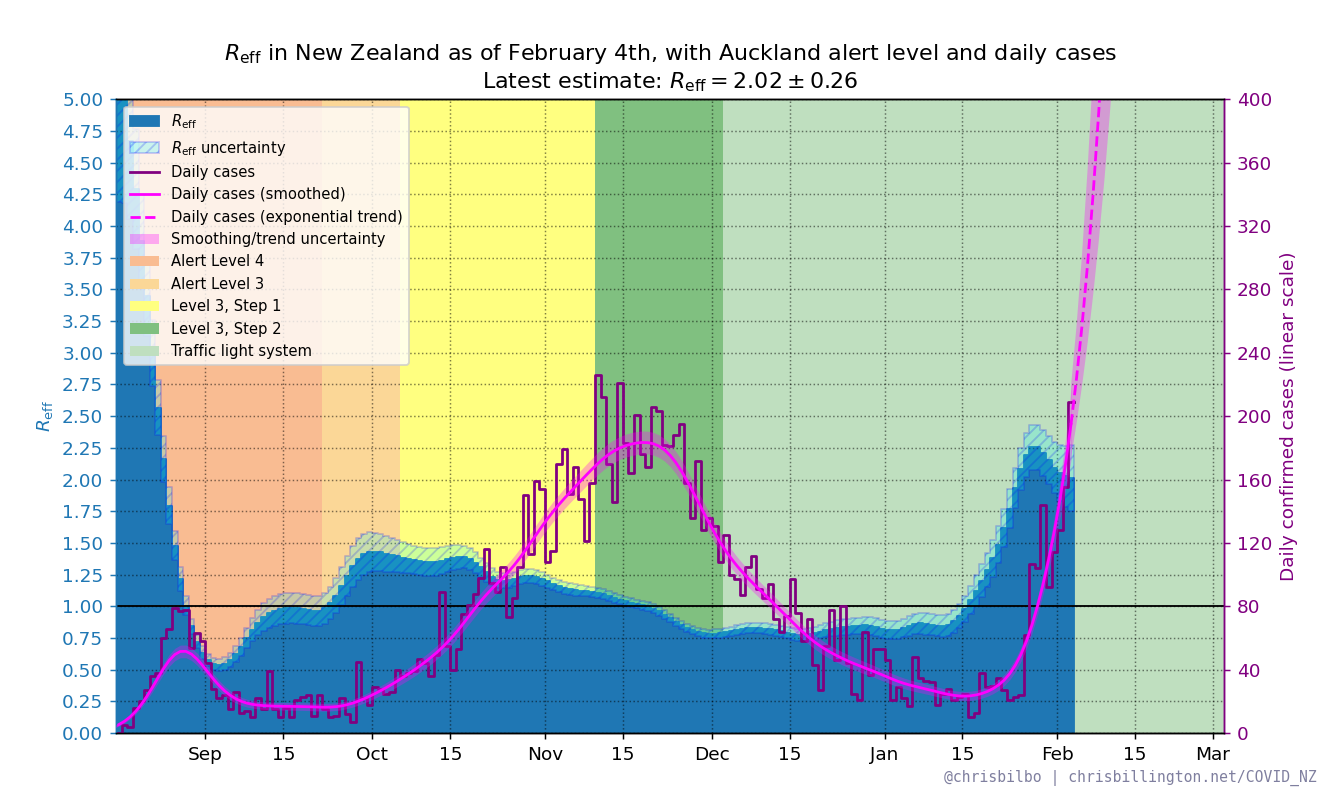 Reff in New Zealand as of February 4th, with Auckland alert level and daily cases
Latest estimate: Reff = 2.02 ± 0.26
5.00
4.75
4.50
4.25
4.00
3.75
3.50
3.25
3.00
2.75
2.50
2.25
2.00
1.75
1.50
1.25
1.00
0.75
0.50
0.25
0.00
Reff
Reff
Reff uncertainty
Daily cases
Daily cases (smoothed)
Daily cases (exponential trend)
Smoothing/trend uncertainty
Alert Level 4
Alert Level 3
Level 3, Step 1
Level 3, Step 2
Traffic light system
400
360
320
280
240
200
160
120
80
40
0
Daily confirmed cases (linear scale)
Sep 15 Oct 15 Nov 15 Dec 15 Jan 15 Feb 15 Mar
@chrisbilbo | chrisbillington.net/COVID_NZ